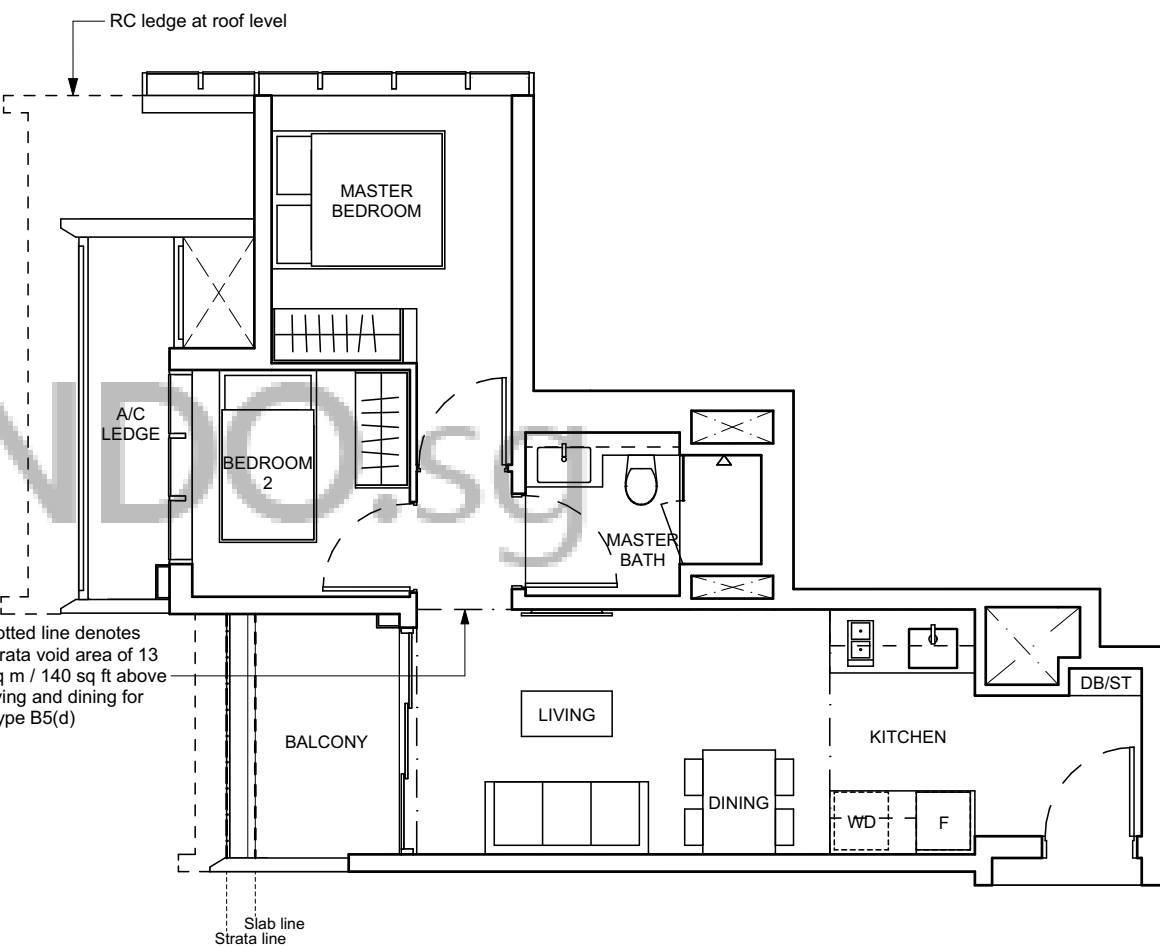 RC ledge at roof level
MASTER
BEDROOM
A/C
LEDGE
BEDROOM
2
NDO.sg
MASTER
BATH
otted line denotes
rata void area of 13
q m / 140 sq ft above
ving and dining for
ype B5(d)
DB/ST
LIVING
KITCHEN
BALCONY
DINING
WD
F
Slab line
Strata line